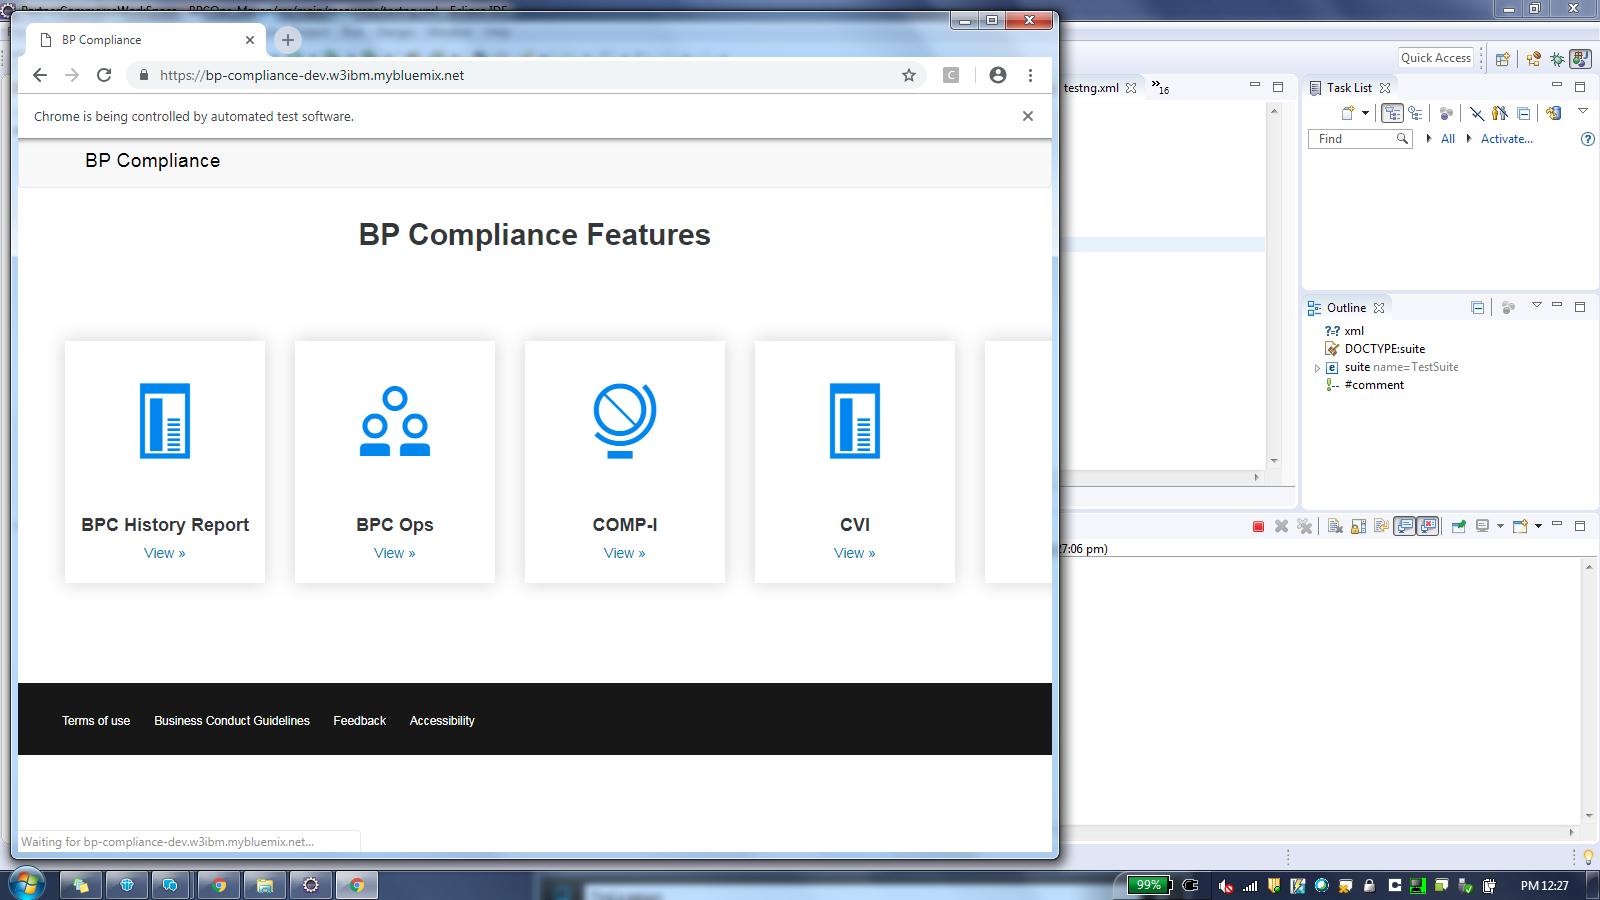 BP Compliance
https://bp-compliance-dev.w3ibm.mybluemix.net
C
Chrome is being controlled by automated test software.
BP Compliance
BP Compliance Features
BPC History Report
View »
BPC Ops
View »
COMP-I
View »
CVI
View »
Terms of use Business Conduct Guidelines Feedback Accessibility
Waiting for bp-compliance-dev.w3ibm.mybluemix.net...
Quick Access
testng.xml
»16
Task List
Find
All
Activate...
Outline
?=? xml
DOCTYPE:suite
e suite name=TestSuite
#comment
27:06 pm)
99%
PM 12:27